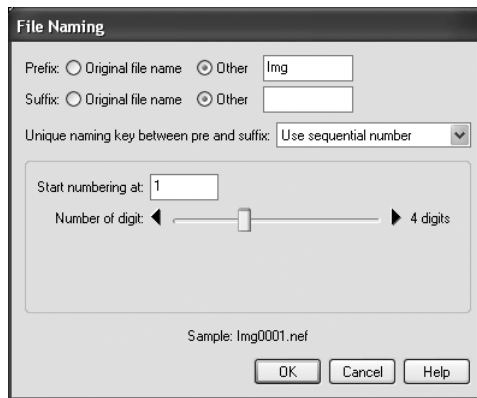 File Naming
Prefix: Original file name Other Img
Suffix: Original file name Other
Unique naming key between pre and suffix: Use sequential number
Start numbering at: 1
Number of digit: 4 digits
Sample: Img0001.nef
OK Cancel Help